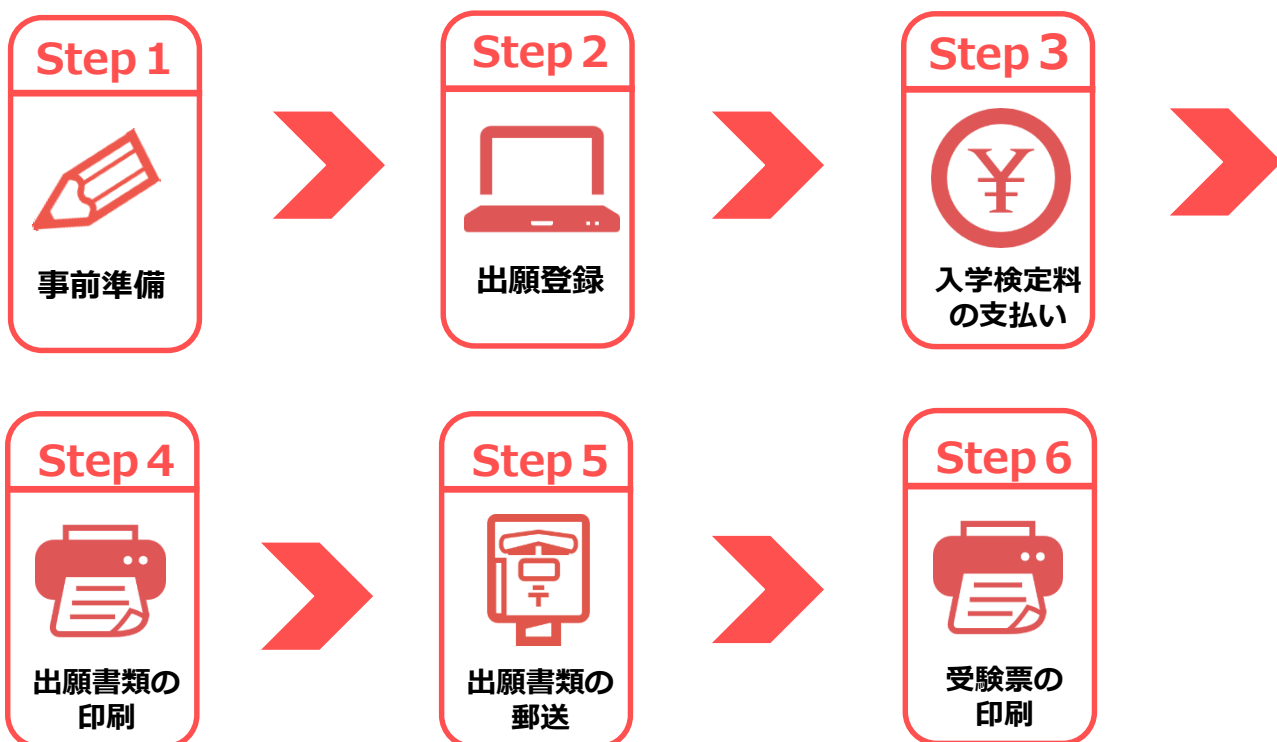 Step 1
事前準備
Step 2
出願登録
Step 3
¥
入学検定料
の支払い
Step 4
出願書類の
印刷
Step 5
〒
出願書類の
郵送
Step 6
受験票の
印刷